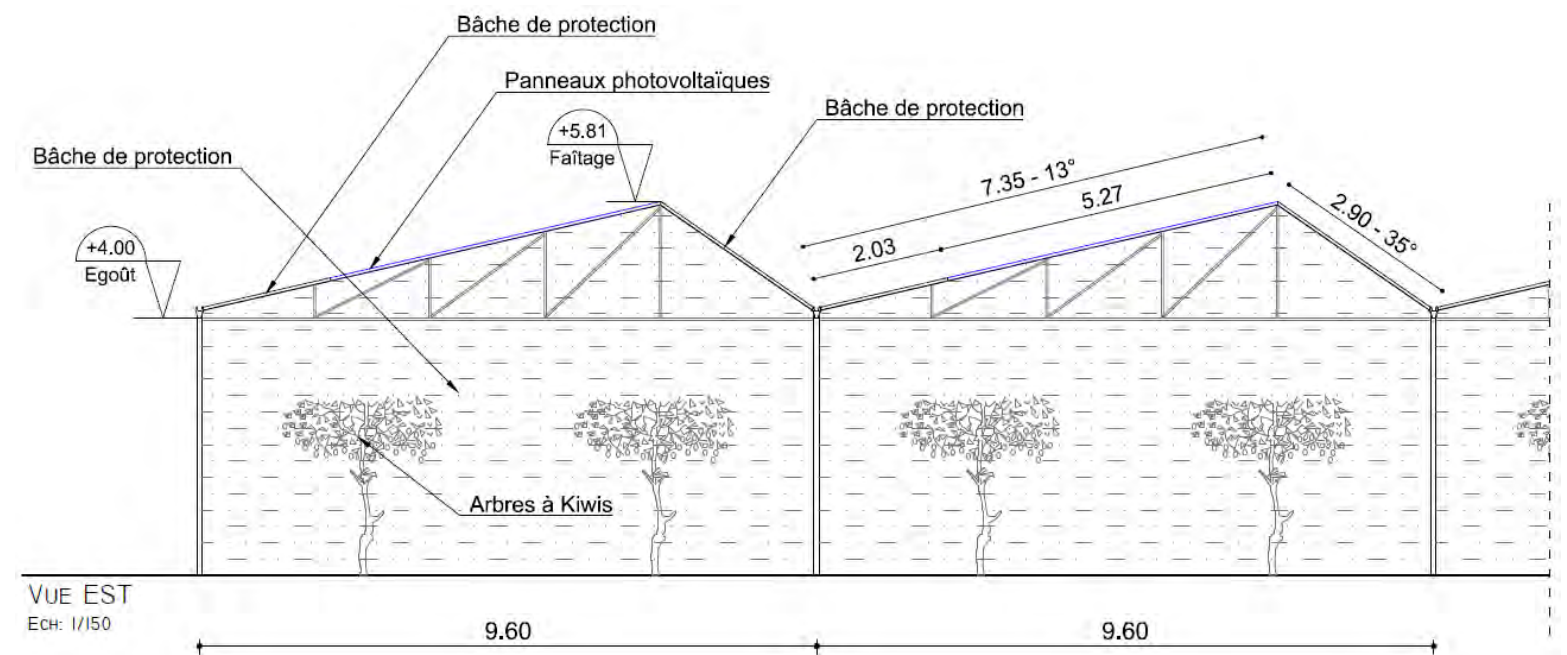 Bâche de protection
Panneaux photovoltaïques
Bâche de protection
+5.81
Faîtage
Bâche de protection
7.35 - 13°
5.27
2.03
2.90 - 35°
+4.00
Egoût
Arbres à Kiwis
VUE EST
ECH: 1/150
9.60
9.60